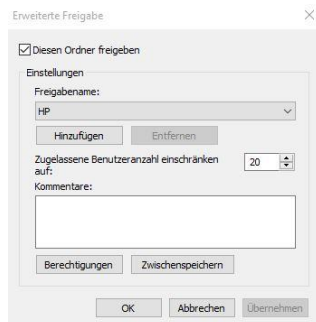 Erweiterte Freigabe
Diesen Ordner freigeben
Einstellungen
Freigabename:
HP
Hinzufügen
Entfernen
Zugelassene Benutzeranzahl einschränken
auf:
20
Kommentare:
Berechtigungen
Zwischenspeichern
OK
Abbrechen
Übernehmen